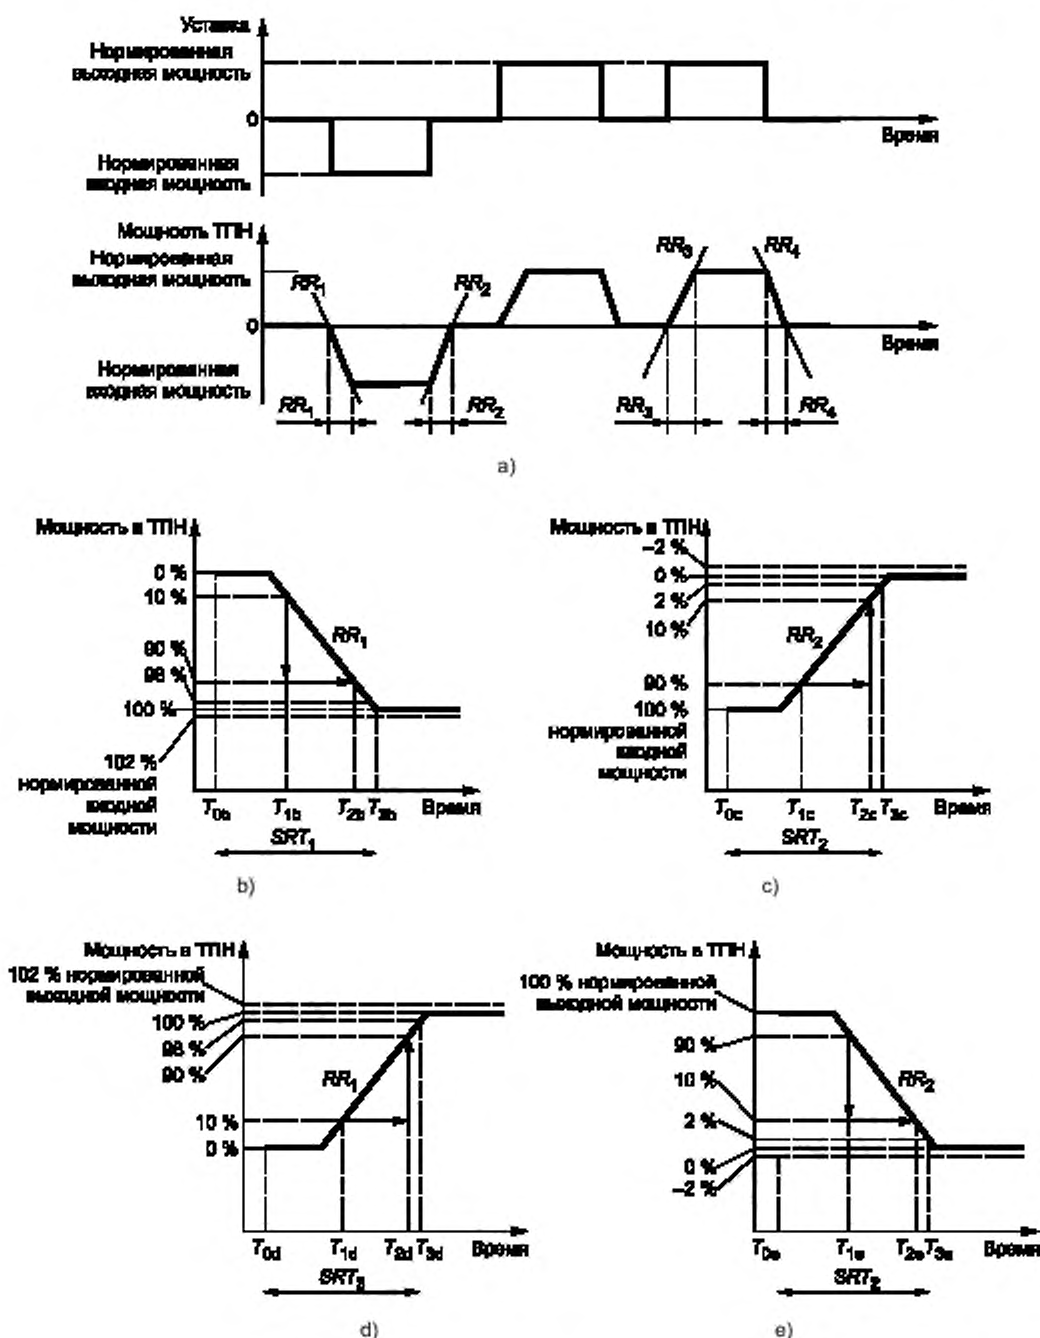 Уставка
Нормированная
выходная мощность
0
Время
Нормированная
входная мощность
Мощность ТПН
Нормированная
выходная мощность
RR1
RR2
RR3
RR4
0
Время
Нормированная
входная мощность
RR1
RR2
RR3
RR4
a)
Мощность в ТПН
0 %
10 %
RR1
90 %
98 %
100 %
102 %
нормированной
входной
мощности
T0b
T1b
T2b
T3b
Время
SRT1
b)
Мощность в ТПН
–2 %
0 %
2 %
10 %
RR2
90 %
100 %
нормированной
входной
мощности
T0c
T1c
T2c
T3c
Время
SRT2
c)
Мощность в ТПН
102 % нормированной
выходной мощности
100 %
98 %
90 %
RR1
10 %
0 %
T0d
T1d
T2d
T3d
Время
SRT3
d)
Мощность в ТПН
100 % нормированной
выходной мощности
90 %
10 %
RR2
2 %
0 %
–2 %
T0e
T1e
T2e
T3e
Время
SRT2
e)